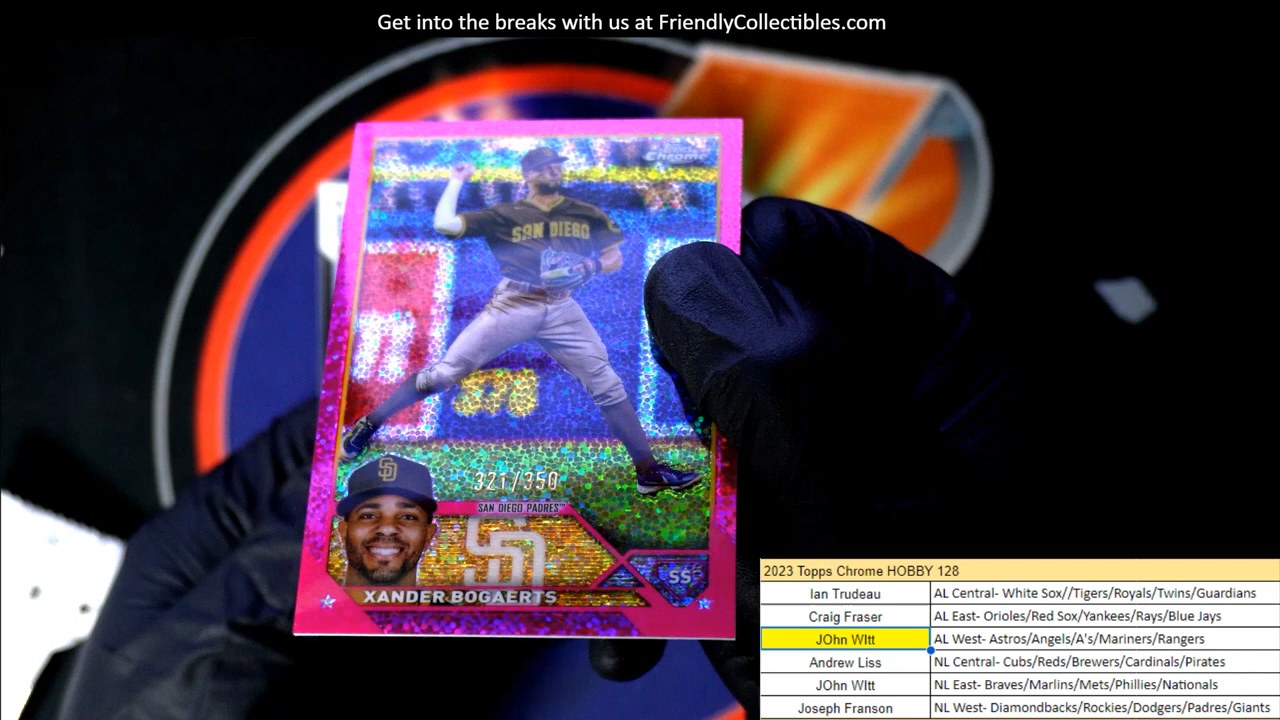 Get into the breaks with us at FriendlyCollectibles.com
Topps
Chrome
SAN DIEGO
321/350
SAN DIEGO PADRES™
SD
SD
SS
XANDER BOGAERTS
2023 Topps Chrome HOBBY 128
Ian Trudeau AL Central- White Sox//Tigers/Royals/Twins/Guardians
Craig Fraser AL East- Orioles/Red Sox/Yankees/Rays/Blue Jays
JOhn WItt AL West- Astros/Angels/A's/Mariners/Rangers
Andrew Liss NL Central- Cubs/Reds/Brewers/Cardinals/Pirates
JOhn WItt NL East- Braves/Marlins/Mets/Phillies/Nationals
Joseph Franson NL West- Diamondbacks/Rockies/Dodgers/Padres/Giants